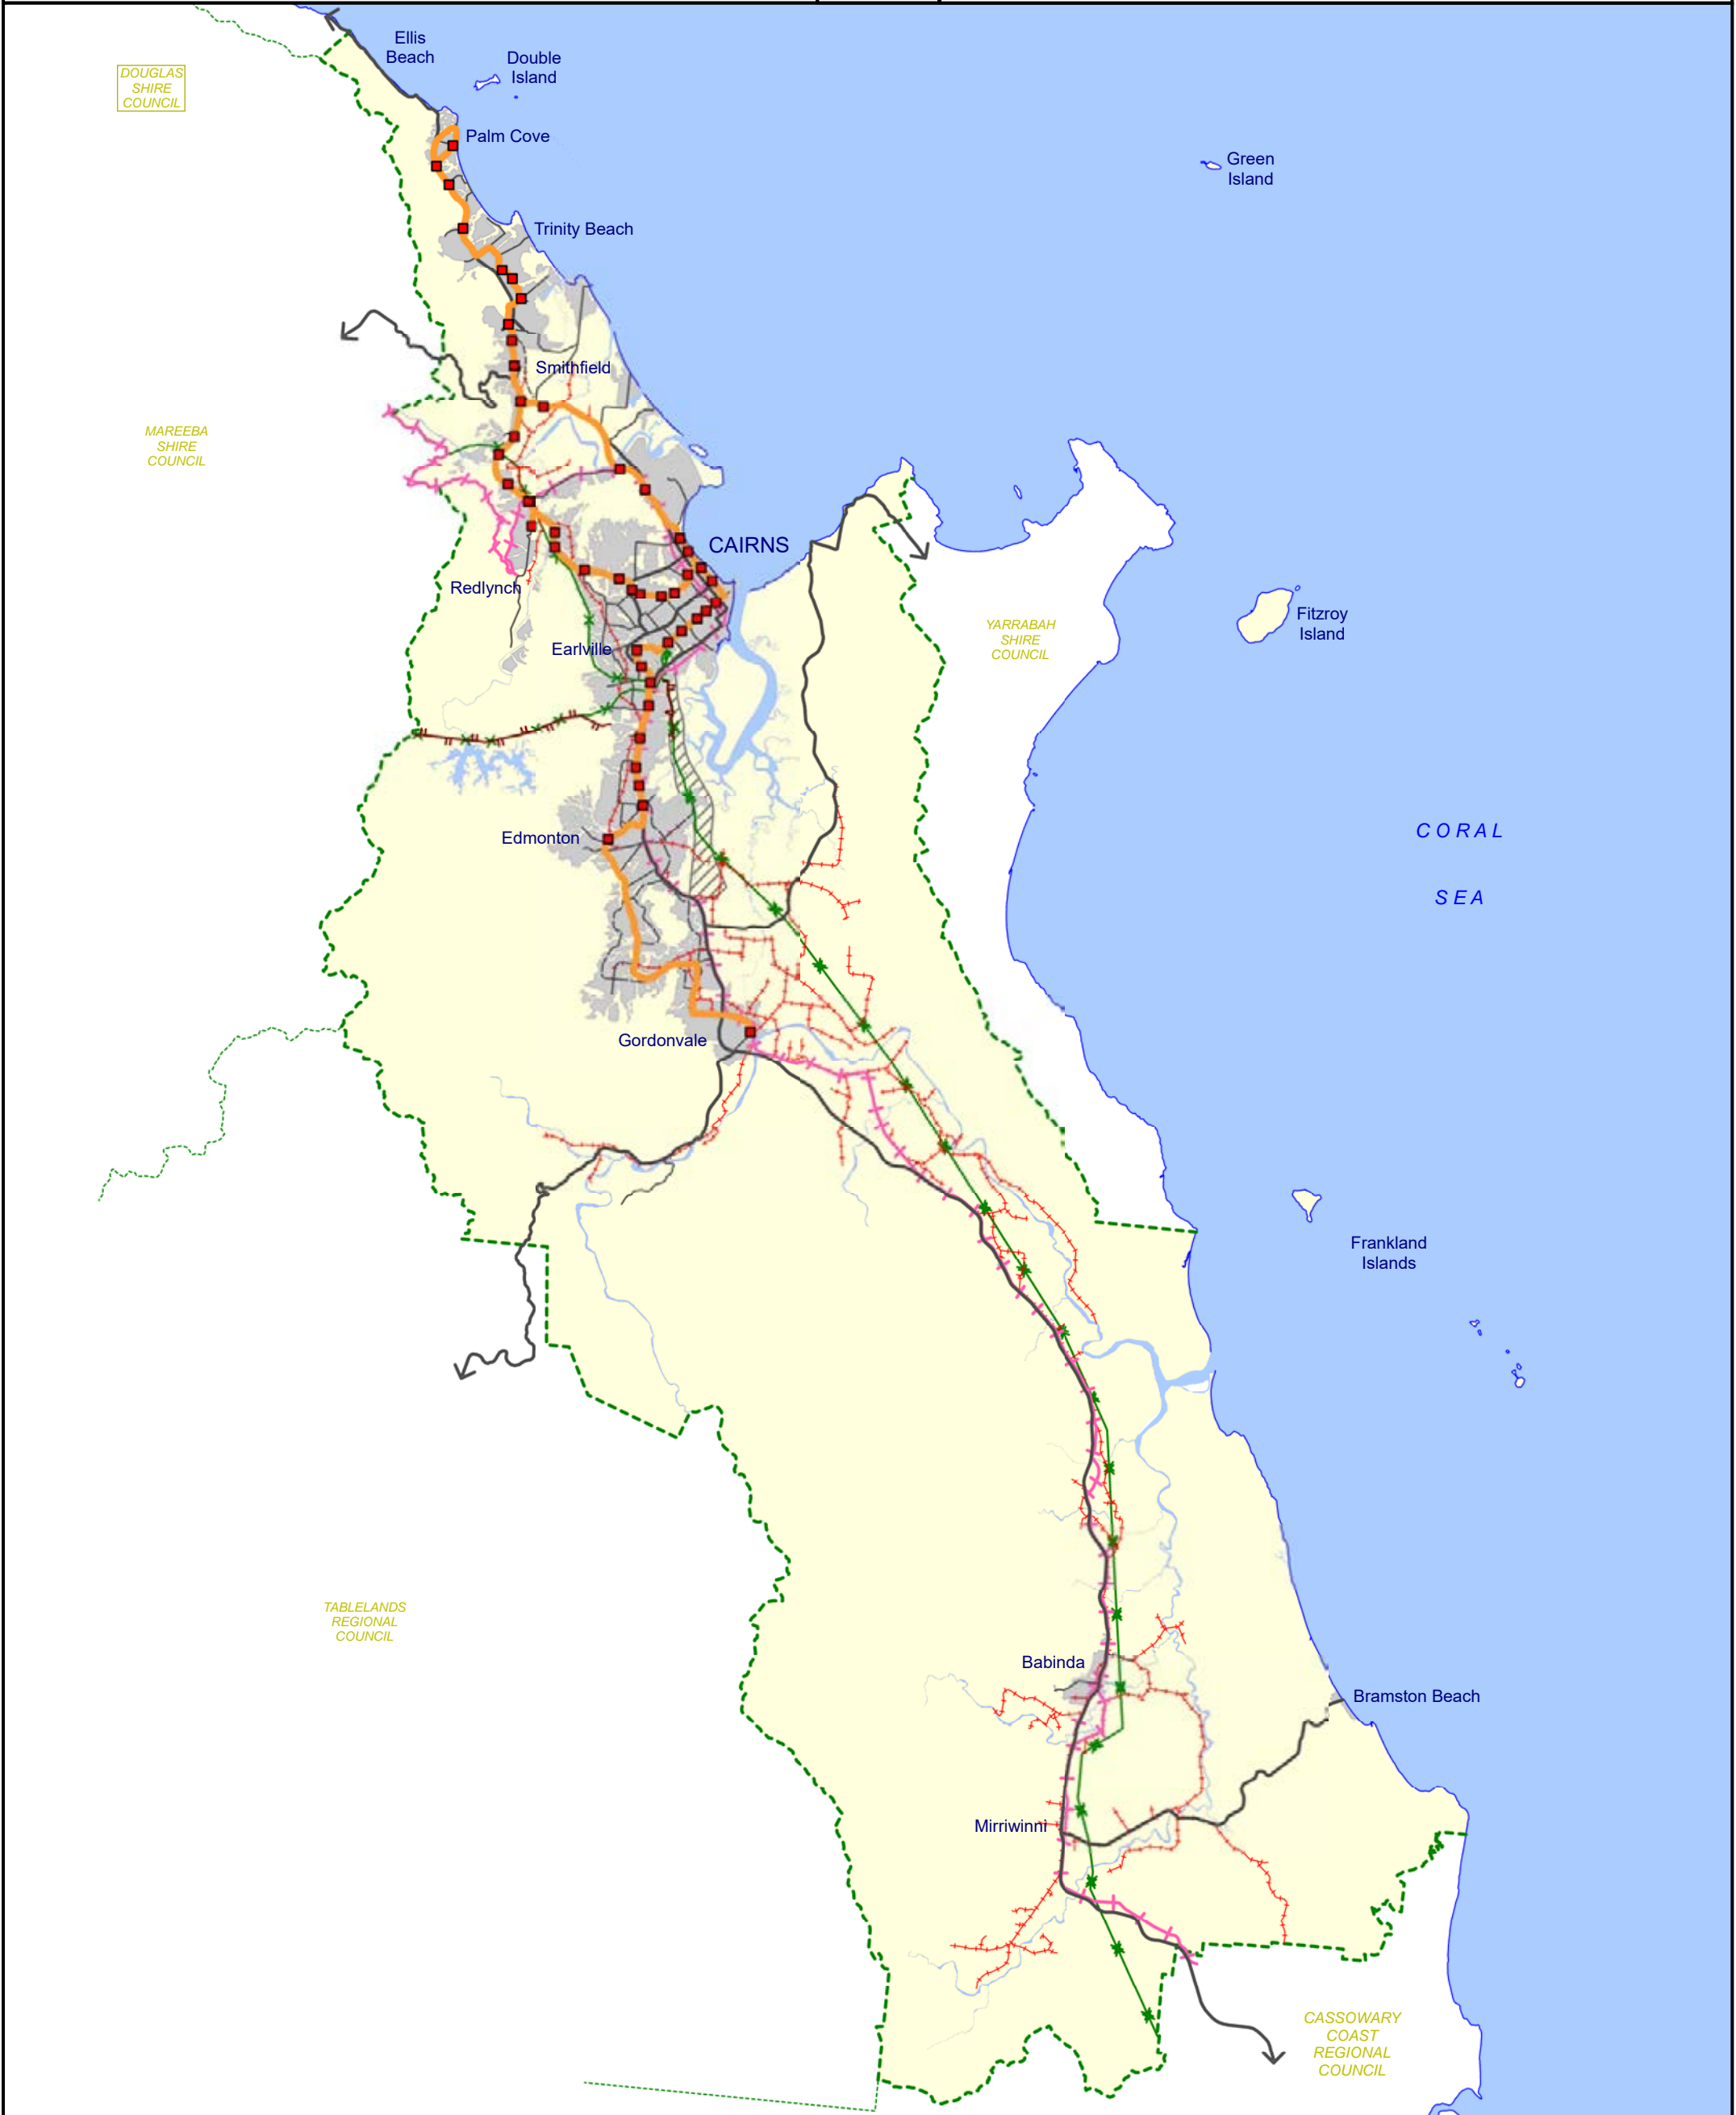 Ellis
Beach
Double
Island
DOUGLAS
SHIRE
COUNCIL
Palm Cove
Green
Island
Trinity Beach
Smithfield
MAREEBA
SHIRE
COUNCIL
CAIRNS
Redlynch
Fitzroy
Island
YARRABAH
SHIRE
COUNCIL
Earlville
CORAL
SEA
Edmonton
Gordonvale
Frankland
Islands
TABLELANDS
REGIONAL
COUNCIL
Babinda
Bramston Beach
Mirriwinni
CASSOWARY
COAST
REGIONAL
COUNCIL